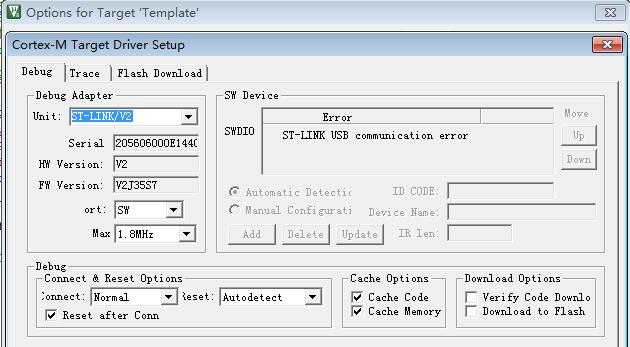 Options for Target 'Template'
Cortex-M Target Driver Setup
Debug Trace Flash Download
Debug Adapter
Unit: ST-LINK/V2
Serial 205606000E1440
HW Version: V2
FW Version: V2J35S7
ort: SW
Max 1.8MHz
SW Device
Error
SWDIO ST-LINK USB communication error
Move
Up
Down
Automatic Detectic ID CODE:
Manual Configurati Device Name:
Add Delete Update IR len:
Debug
Connect & Reset Options
Connect: Normal Reset: Autodetect
Reset after Conn
Cache Options
Cache Code
Cache Memory
Download Options
Verify Code Downlo
Download to Flash